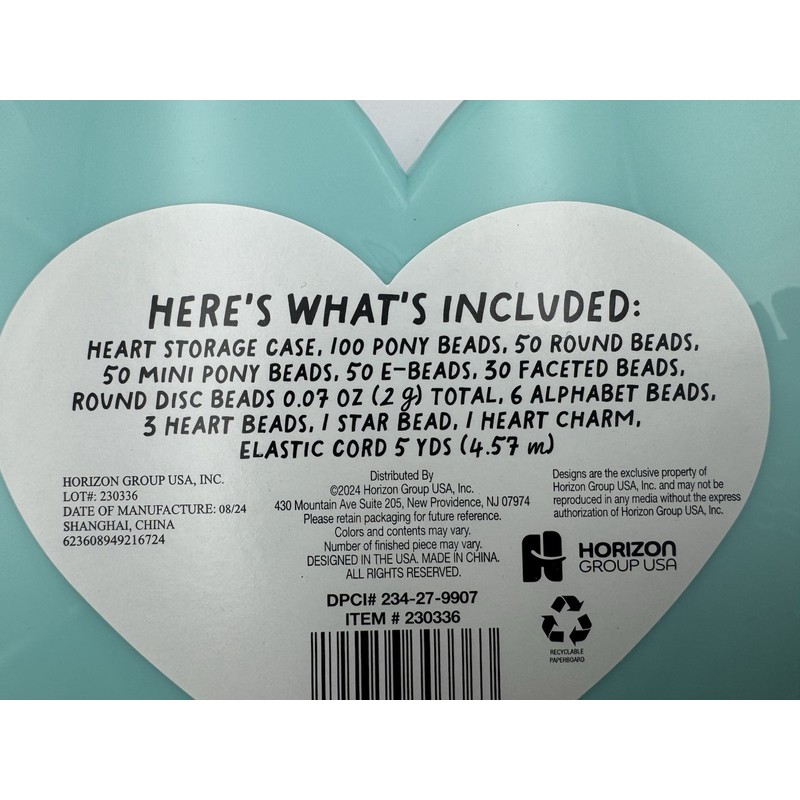 HERE'S WHAT'S INCLUDED:
HEART STORAGE CASE, 100 PONY BEADS, 50 ROUND BEADS,
50 MINI PONY BEADS, 50 E-BEADS, 30 FACETED BEADS,
ROUND DISC BEADS 0.07 OZ (2 g) TOTAL, 6 ALPHABET BEADS,
3 HEART BEADS, 1 STAR BEAD, 1 HEART CHARM,
ELASTIC CORD 5 YDS (4.57 m)
HORIZON GROUP USA, INC.
LOT#: 230336
DATE OF MANUFACTURE: 08/24
SHANGHAI, CHINA
623608949216724
Distributed By
©2024 Horizon Group USA, Inc.
430 Mountain Ave Suite 205, New Providence, NJ 07974
Please retain packaging for future reference.
Colors and contents may vary.
Number of finished piece may vary.
DESIGNED IN THE USA. MADE IN CHINA.
ALL RIGHTS RESERVED.
DPCI# 234-27-9907
ITEM # 230336
Designs are the exclusive property of
Horizon Group USA, Inc. and may not be
reproduced in any media without the express
authorization of Horizon Group USA, Inc.
HORIZON
GROUP USA
RECYCLABLE
PAPERBOARD